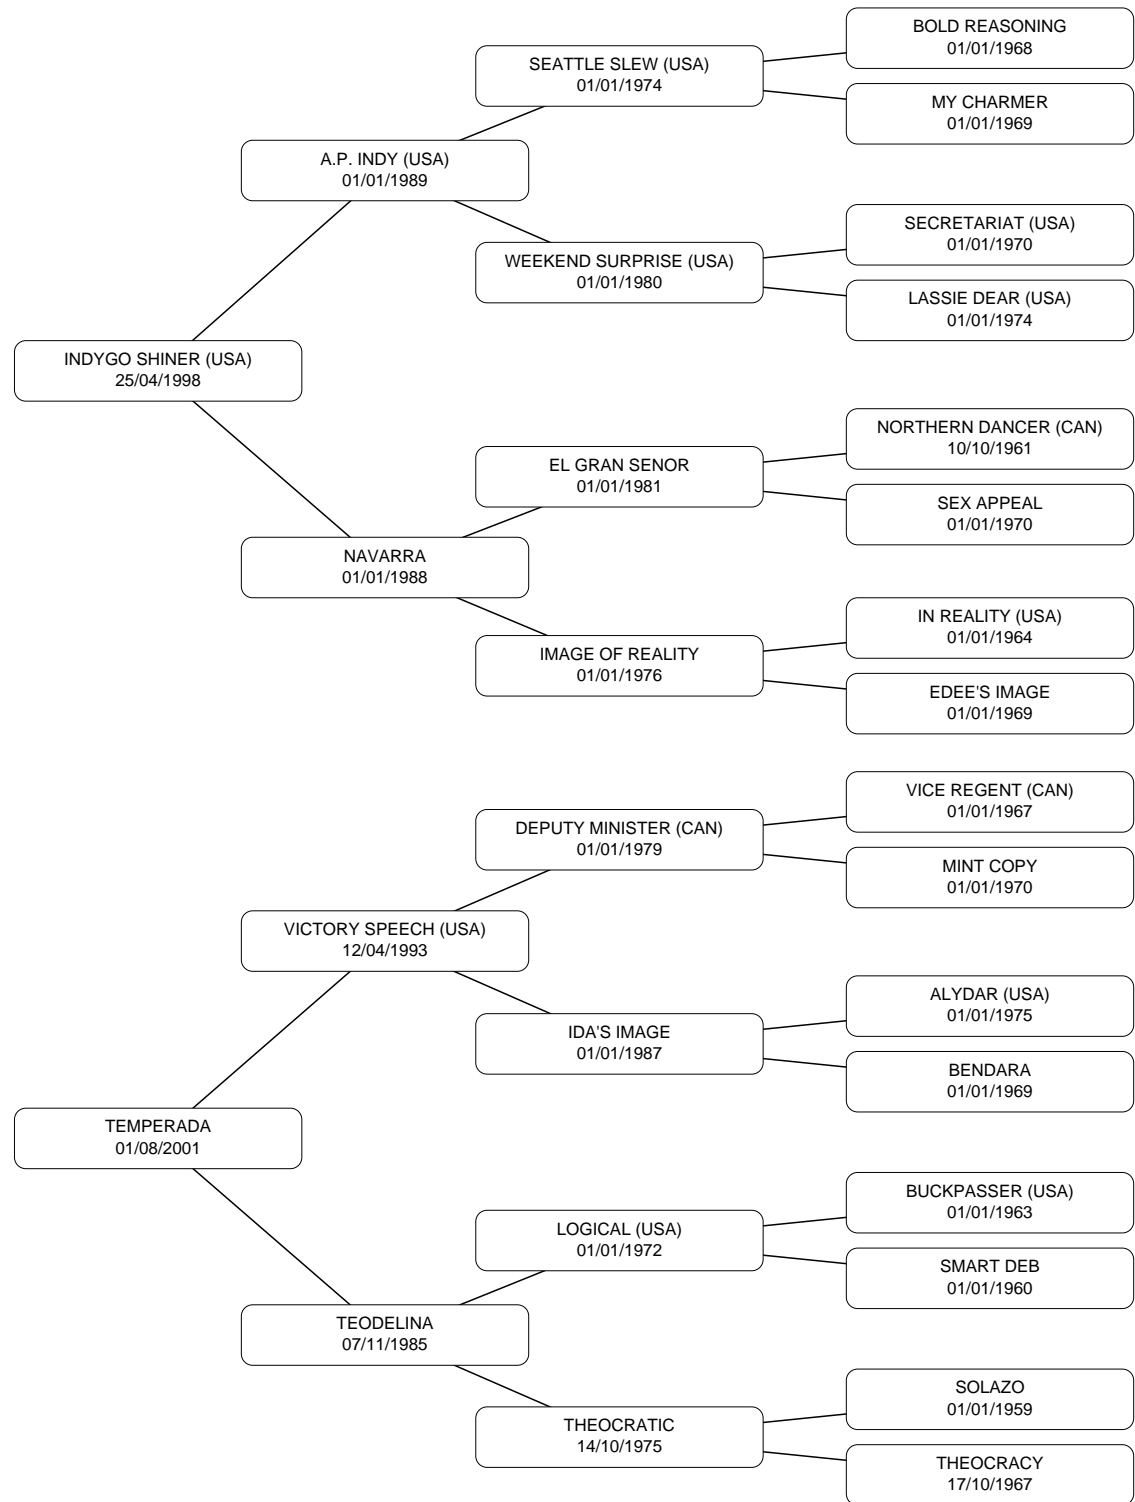 BOLD REASONING
01/01/1968
SEATTLE SLEW (USA)
01/01/1974
MY CHARMER
01/01/1969
A.P. INDY (USA)
01/01/1989
SECRETARIAT (USA)
01/01/1970
WEEKEND SURPRISE (USA)
01/01/1980
LASSIE DEAR (USA)
01/01/1974
INDYGO SHINER (USA)
25/04/1998
NORTHERN DANCER (CAN)
10/10/1961
EL GRAN SENOR
01/01/1981
SEX APPEAL
01/01/1970
NAVARRA
01/01/1988
IN REALITY (USA)
01/01/1964
IMAGE OF REALITY
01/01/1976
EDEE'S IMAGE
01/01/1969
VICE REGENT (CAN)
01/01/1967
DEPUTY MINISTER (CAN)
01/01/1979
MINT COPY
01/01/1970
VICTORY SPEECH (USA)
12/04/1993
ALYDAR (USA)
01/01/1975
IDA'S IMAGE
01/01/1987
BENDARA
01/01/1969
TEMPERADA
01/08/2001
BUCKPASSER (USA)
01/01/1963
LOGICAL (USA)
01/01/1972
SMART DEB
01/01/1960
TEODELINA
07/11/1985
SOLAZO
01/01/1959
THEOCRATIC
14/10/1975
THEOCRACY
17/10/1967